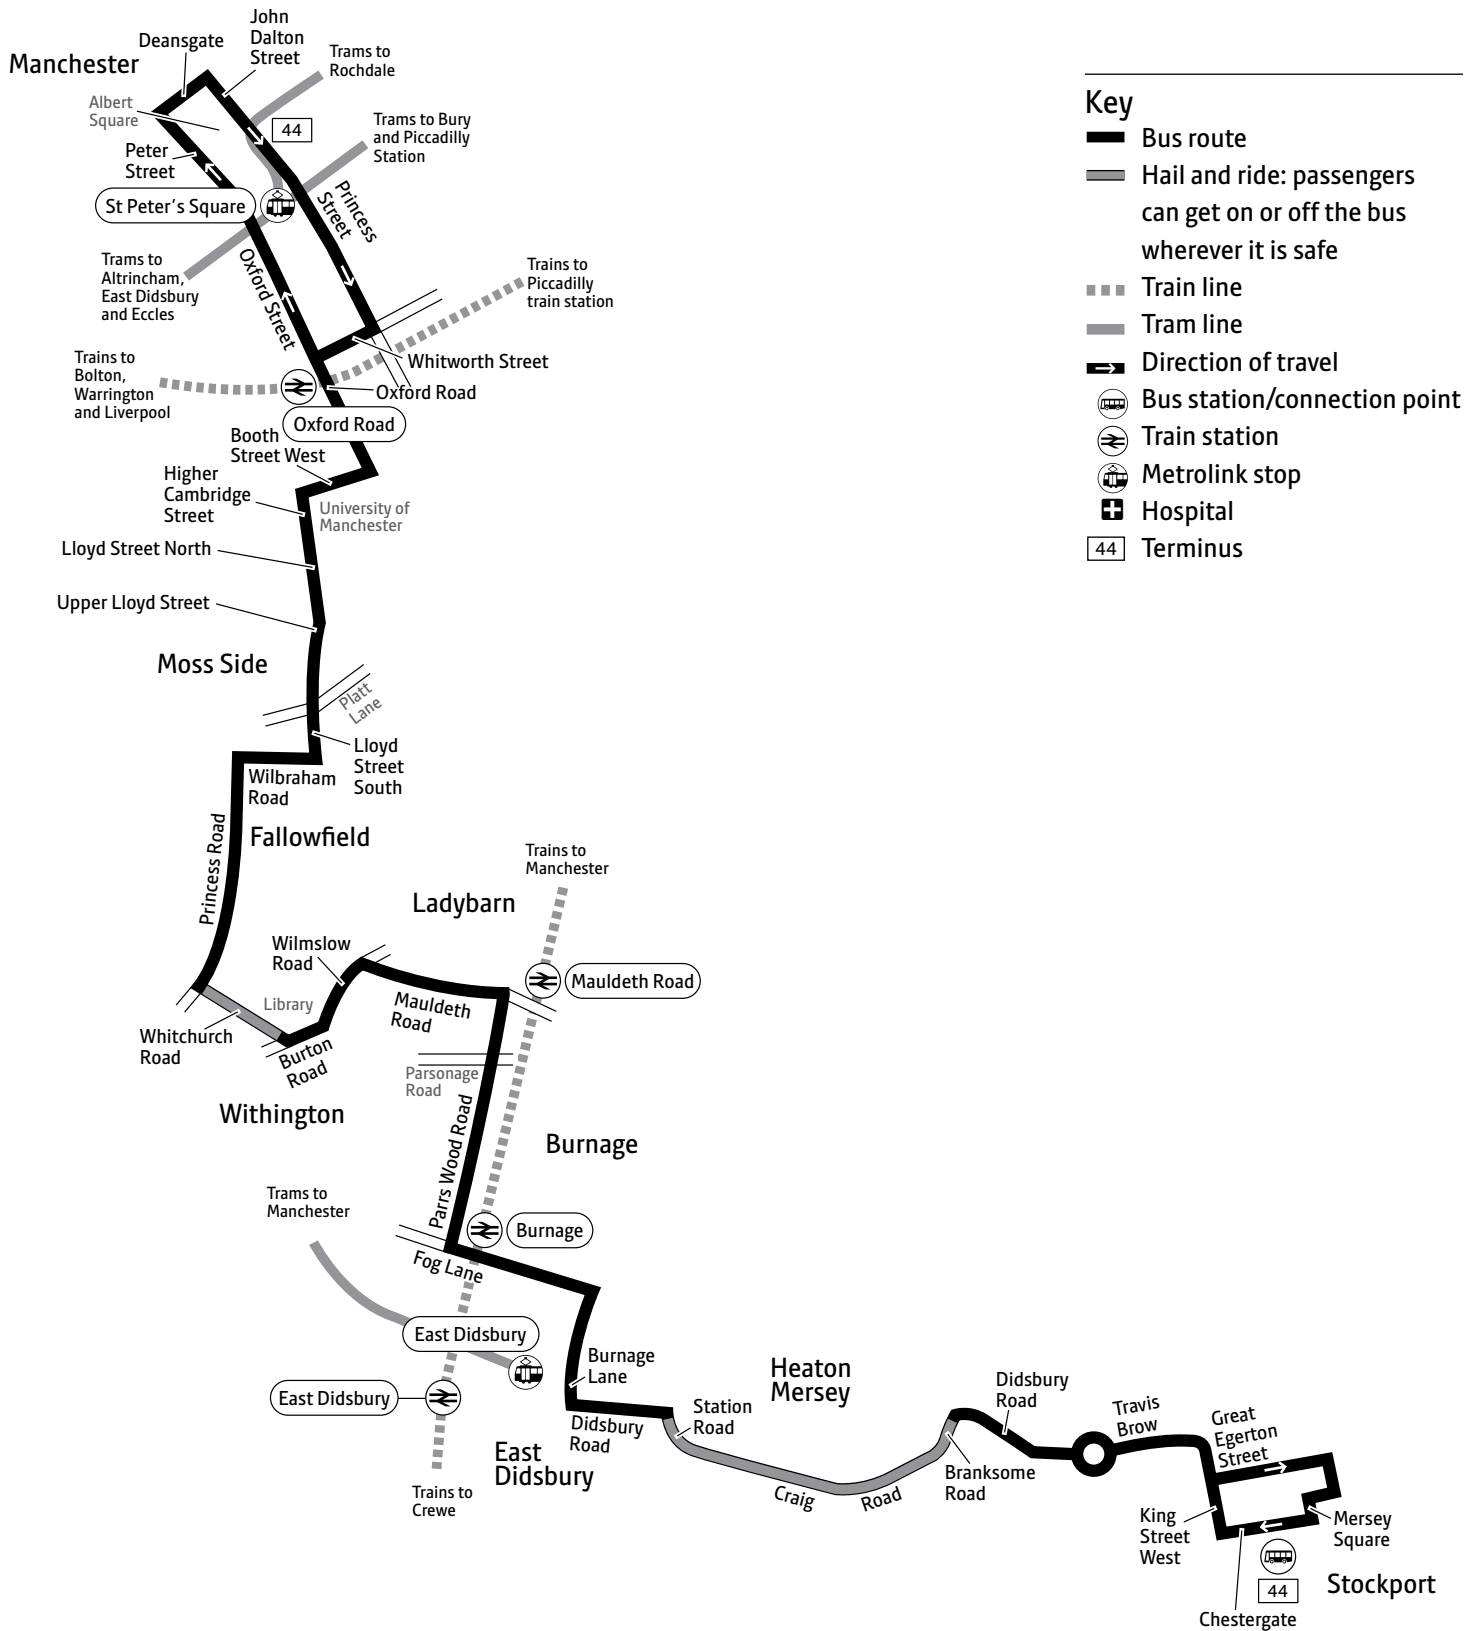 Manchester
Deansgate
John
Dalton
Street
Trams to
Rochdale
Albert
Square
44
Trams to Bury
and Piccadilly
Station
Peter
Street
St Peter's Square
Princess
Street
Trams to
Altrincham,
East Didsbury
and Eccles
Oxford Street
Trains to
Piccadilly
train station
Trains to
Bolton,
Warrington
and Liverpool
Whitworth Street
Oxford Road
Oxford Road
Booth
Street West
Higher
Cambridge
Street
University of
Manchester
Lloyd Street North
Upper Lloyd Street
Moss Side
Platt
Lane
Lloyd
Street
South
Wilbraham
Road
Fallowfield
Princess Road
Trains to
Manchester
Ladybarn
Wilmslow
Road
Library
Mauldeth Road
Mauldeth
Road
Whitchurch
Road
Burton
Road
Parsonage
Road
Withington
Parrs Wood Road
Burnage
Trams to
Manchester
Burnage
Fog Lane
East Didsbury
East Didsbury
Burnage
Lane
Didsbury
Road
East
Didsbury
Trains to
Crewe
Heaton
Mersey
Station
Road
Craig
Road
Branksome
Road
Didsbury
Road
Travis
Brow
Great
Egerton
Street
King
Street
West
Mersey
Square
44
Stockport
Chestergate
Key
Bus route
Hail and ride: passengers
can get on or off the bus
wherever it is safe
Train line
Tram line
Direction of travel
Bus station/connection point
Train station
Metrolink stop
Hospital
44 Terminus